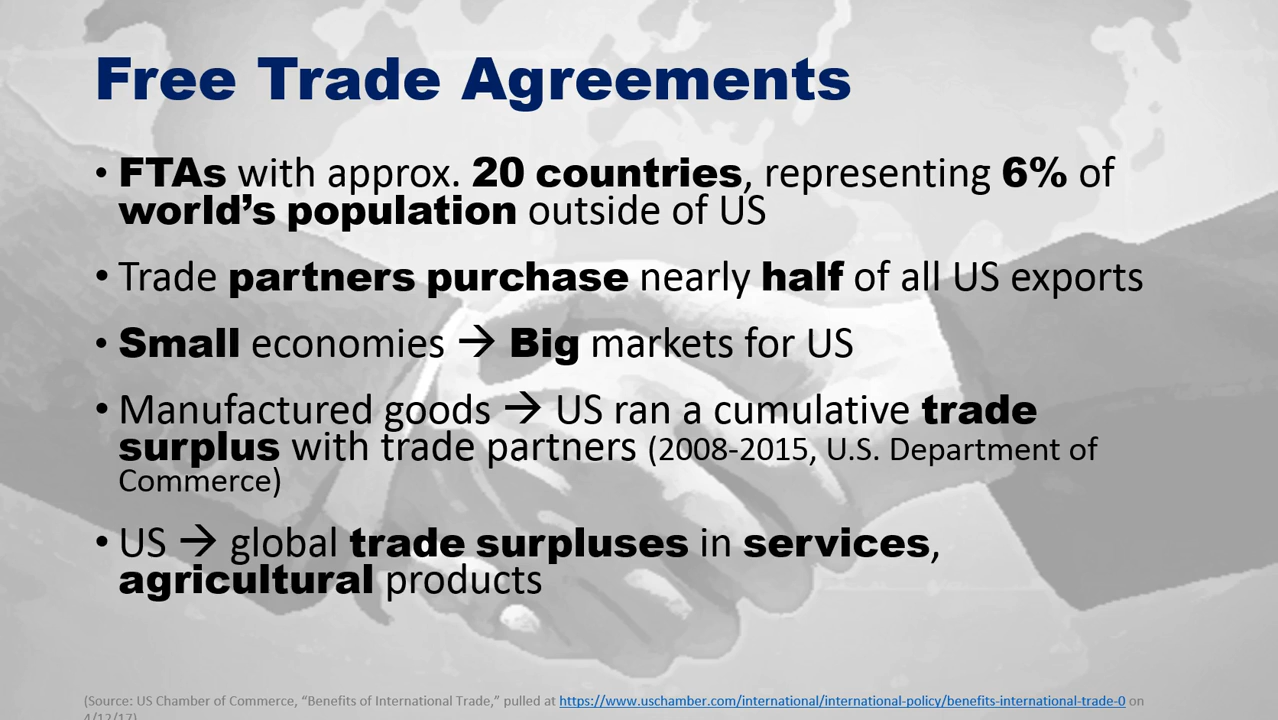 Free Trade Agreements
• FTAs with approx. 20 countries, representing 6% of
world’s population outside of US
• Trade partners purchase nearly half of all US exports
• Small economies → Big markets for US
• Manufactured goods → US ran a cumulative trade
surplus with trade partners (2008-2015, U.S. Department of
Commerce)
• US → global trade surpluses in services,
agricultural products
(Source: US Chamber of Commerce, “Benefits of International Trade,” pulled at https://www.uschamber.com/international/international-policy/benefits-international-trade-0 on
4/12/17)